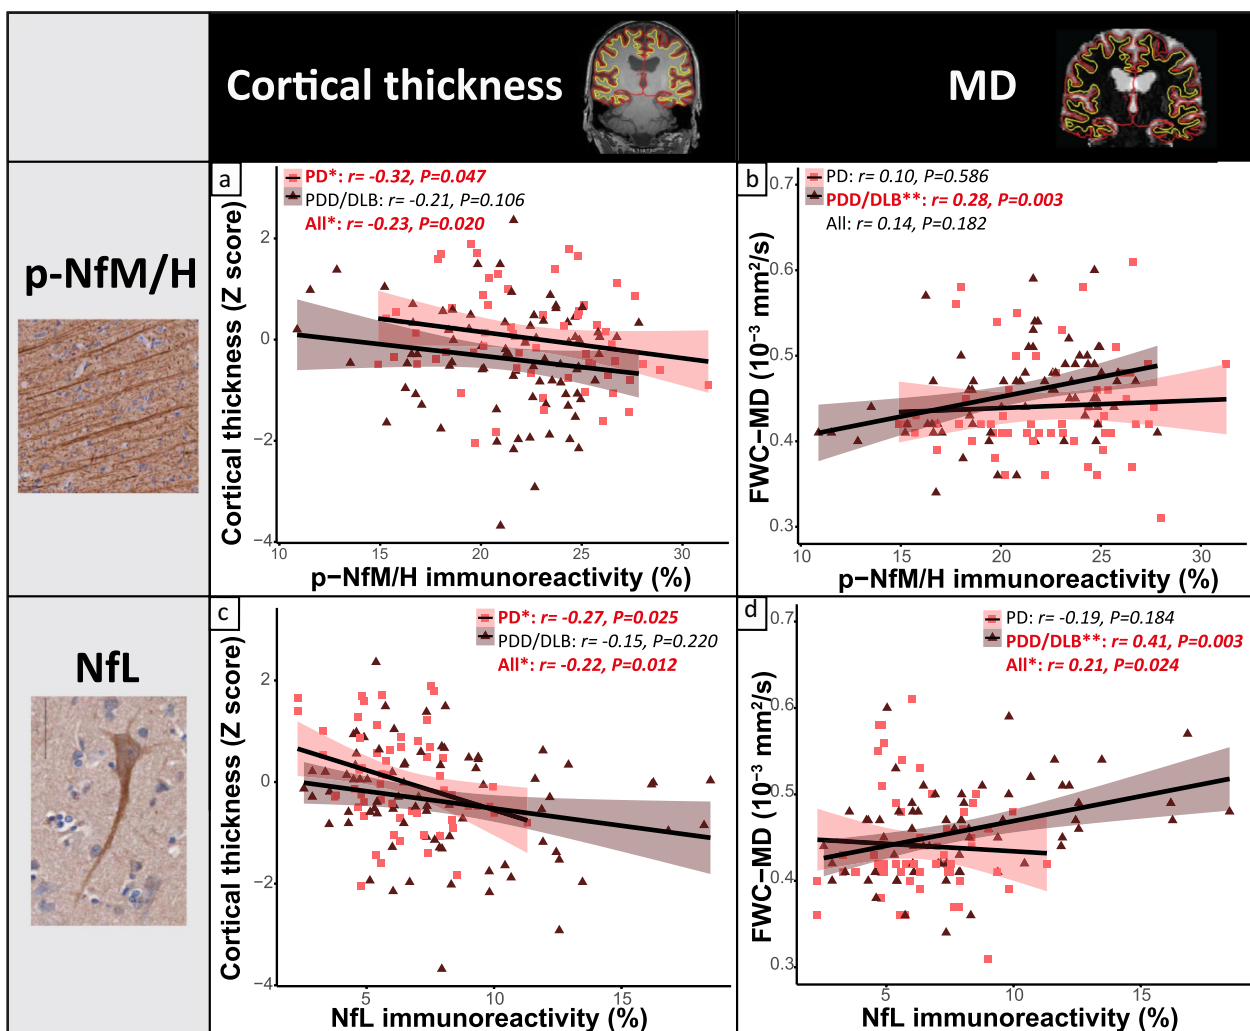 Cortical thickness
MD
p-NfM/H
a
PD*: r= -0.32, P=0.047
PDD/DLB: r= -0.21, P=0.106
All*: r= -0.23, P=0.020
Cortical thickness (Z score)
2
0
−2
−4
10
15
20
25
30
p−NfM/H immunoreactivity (%)
b
PD: r= 0.10, P=0.586
PDD/DLB**: r= 0.28, P=0.003
All: r= 0.14, P=0.182
FWC−MD (10⁻³ mm²/s)
0.7
0.6
0.5
0.4
0.3
10
15
20
25
30
p−NfM/H immunoreactivity (%)
NfL
c
PD*: r= -0.27, P=0.025
PDD/DLB: r= -0.15, P=0.220
All*: r= -0.22, P=0.012
Cortical thickness (Z score)
2
0
−2
−4
5
10
15
NfL immunoreactivity (%)
d
PD: r= -0.19, P=0.184
PDD/DLB**: r= 0.41, P=0.003
All*: r= 0.21, P=0.024
FWC−MD (10⁻³ mm²/s)
0.7
0.6
0.5
0.4
0.3
5
10
15
NfL immunoreactivity (%)